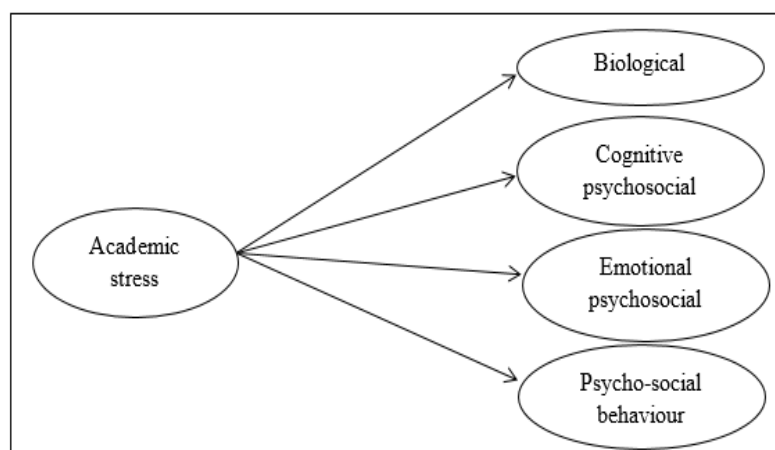 Biological
Cognitive
psychosocial
Academic
stress
Emotional
psychosocial
Psycho-social
behaviour